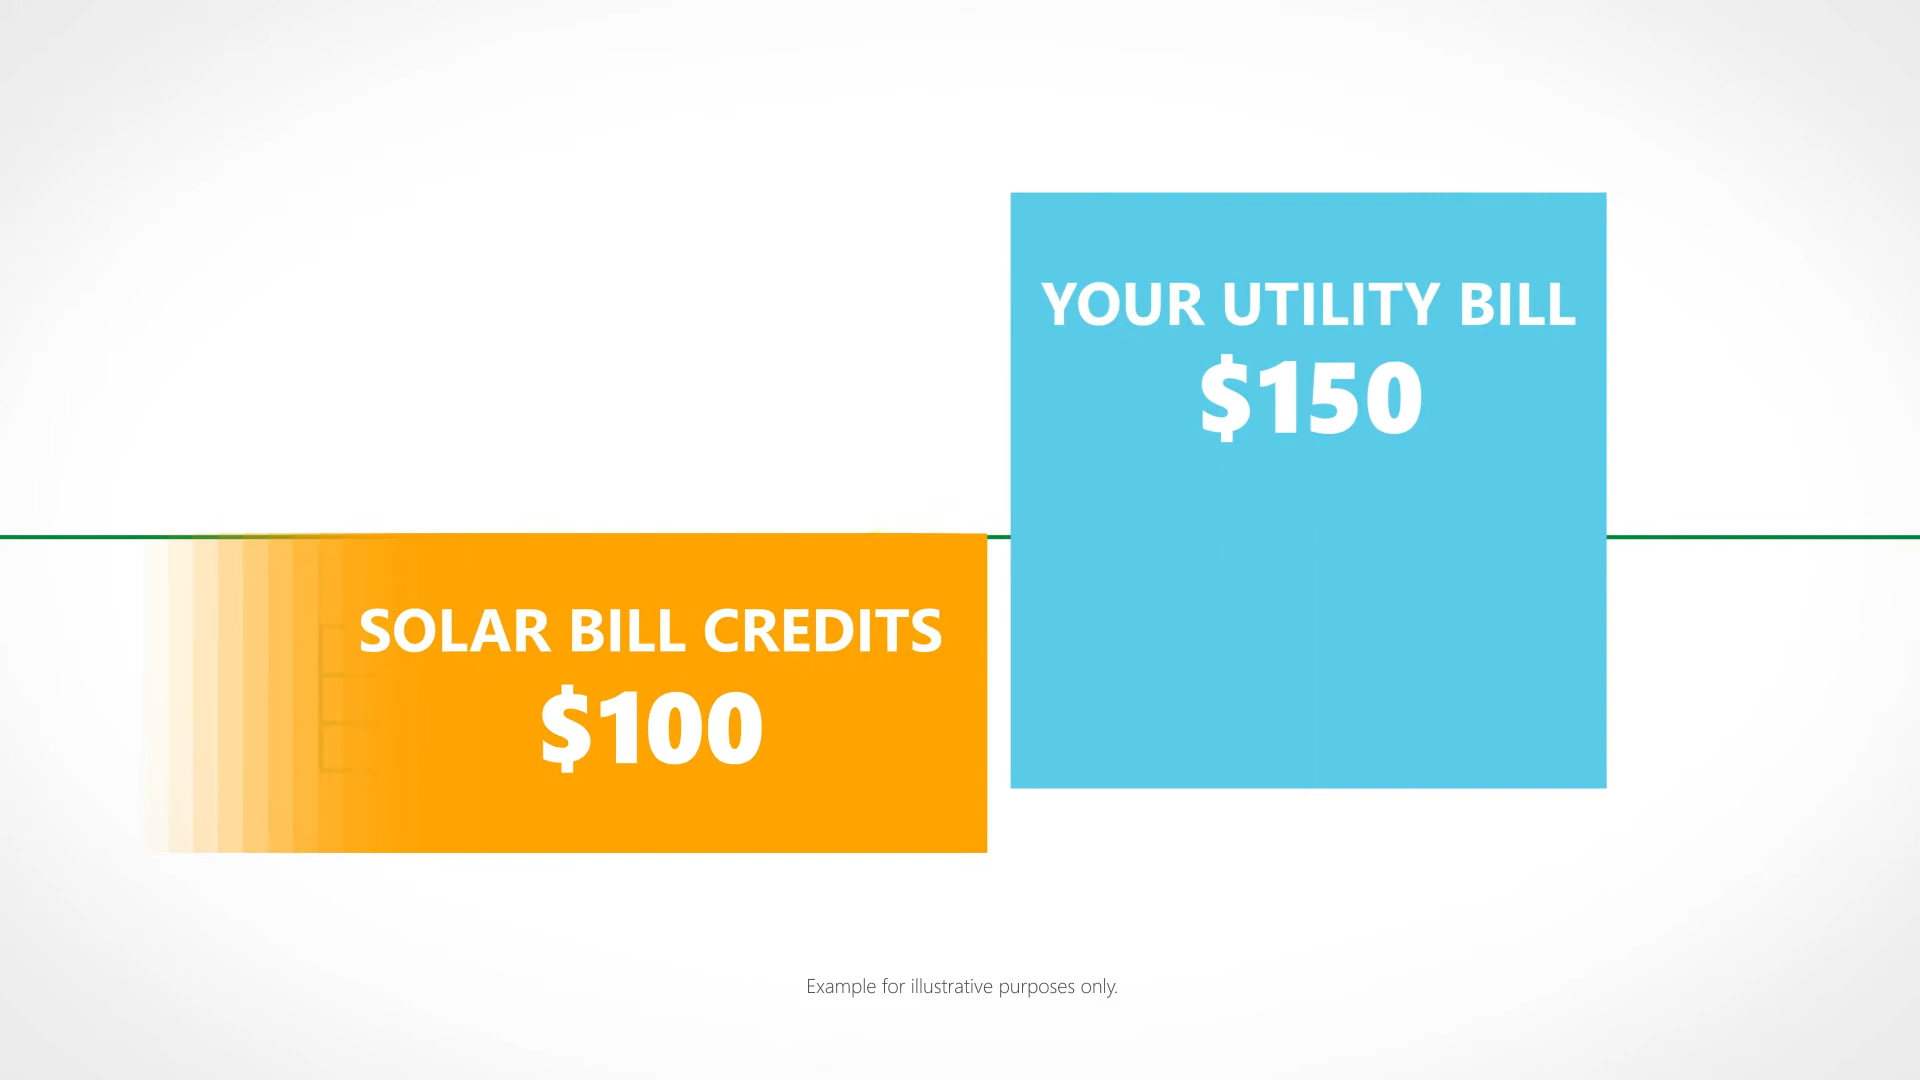 YOUR UTILITY BILL
$150
SOLAR BILL CREDITS
$100
Example for illustrative purposes only.